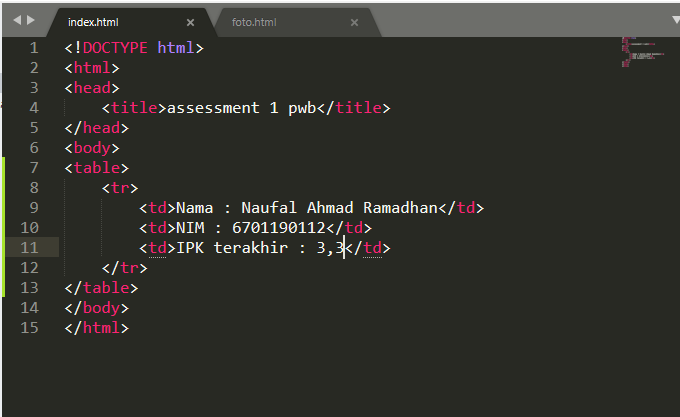 index.html × foto.html ×
1 <!DOCTYPE html>
2 <html>
3 <head>
4 <title>assessment 1 pwb</title>
5 </head>
6 <body>
7 <table>
8 <tr>
9 <td>Nama : Naufal Ahmad Ramadhan</td>
10 <td>NIM : 6701190112</td>
11 <td>IPK terakhir : 3,3</td>
12 </tr>
13 </table>
14 </body>
15 </html>